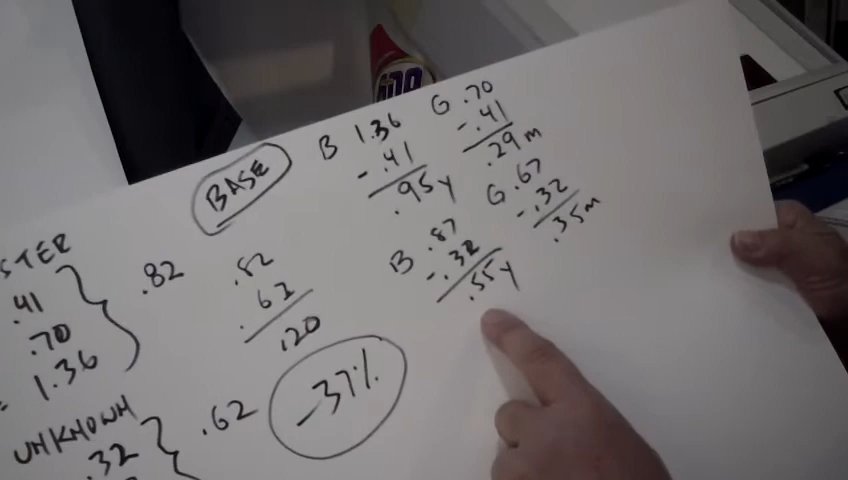 BASE
B 1.36
- .41
.95y
G .70
- .41
.29m
B .87
- .32
.55y
G .67
- .32
.35m
STER
.41
.70
1.36
.82
.82
.62
.20
-37%
UNKNOWN
.32
.62